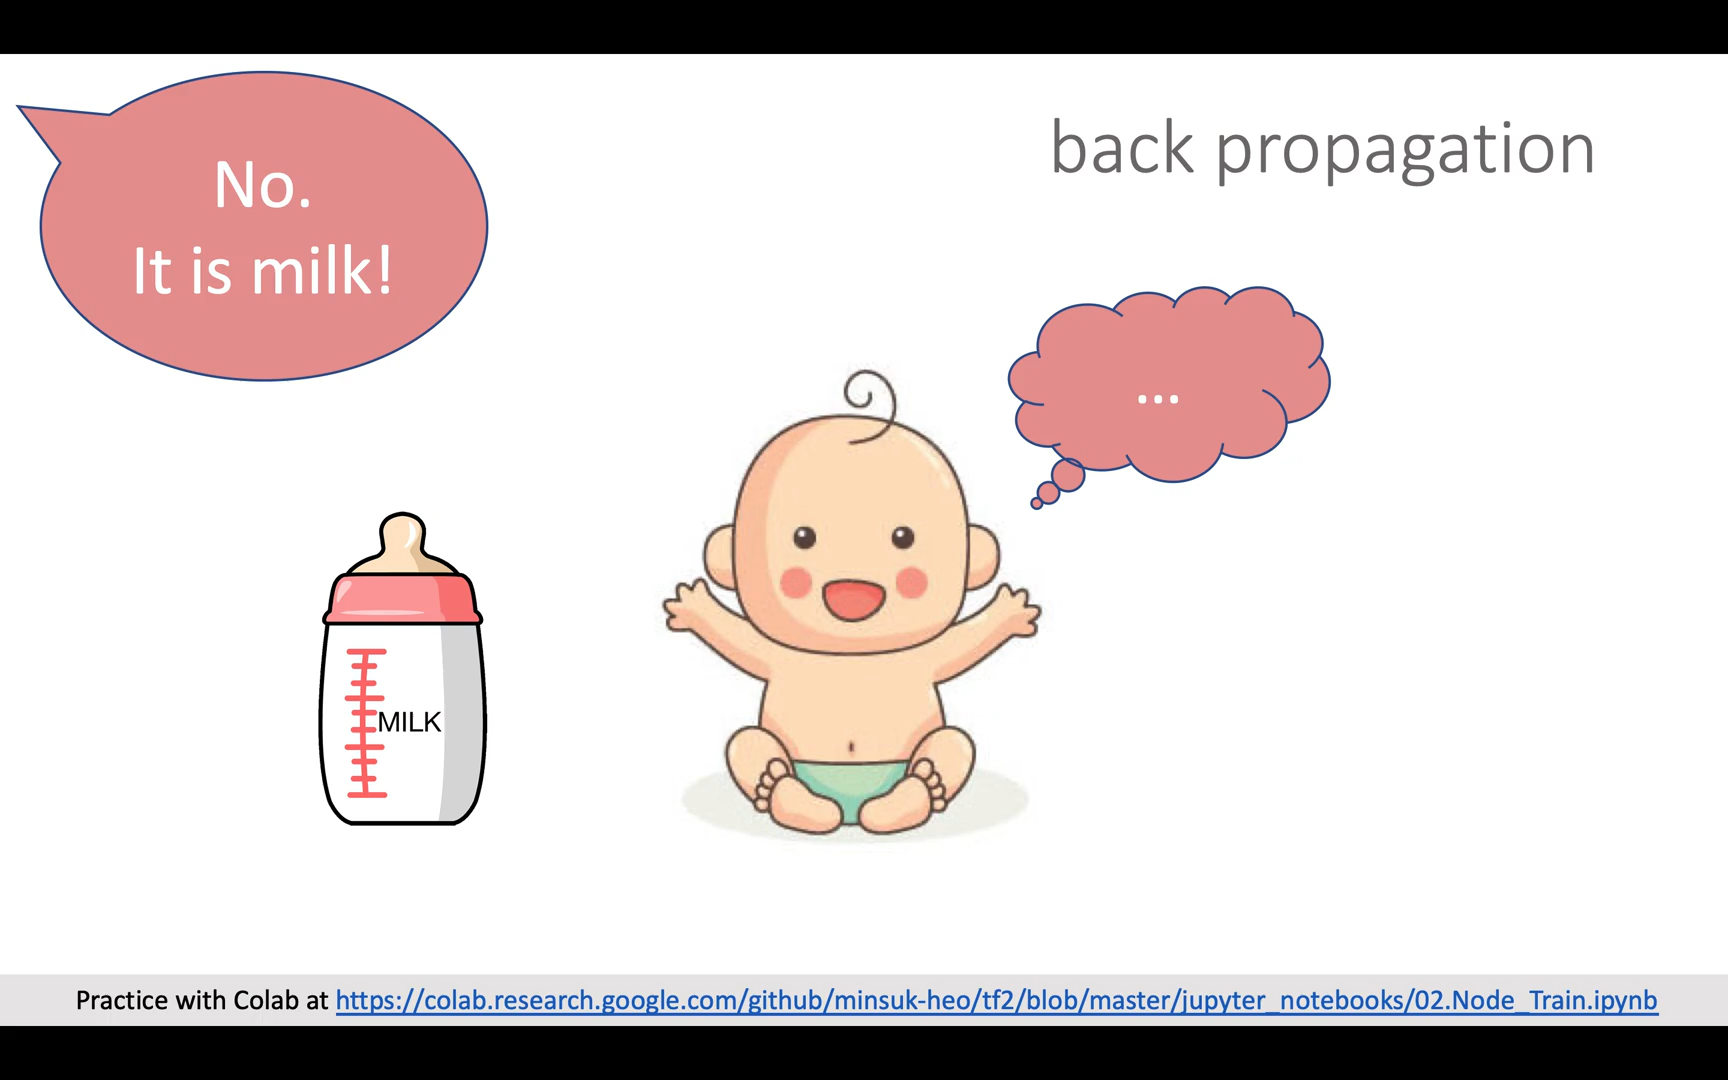 No.
It is milk!
back propagation
...
MILK
Practice with Colab at https://colab.research.google.com/github/minsuk-heo/tf2/blob/master/jupyter_notebooks/02.Node_Train.ipynb